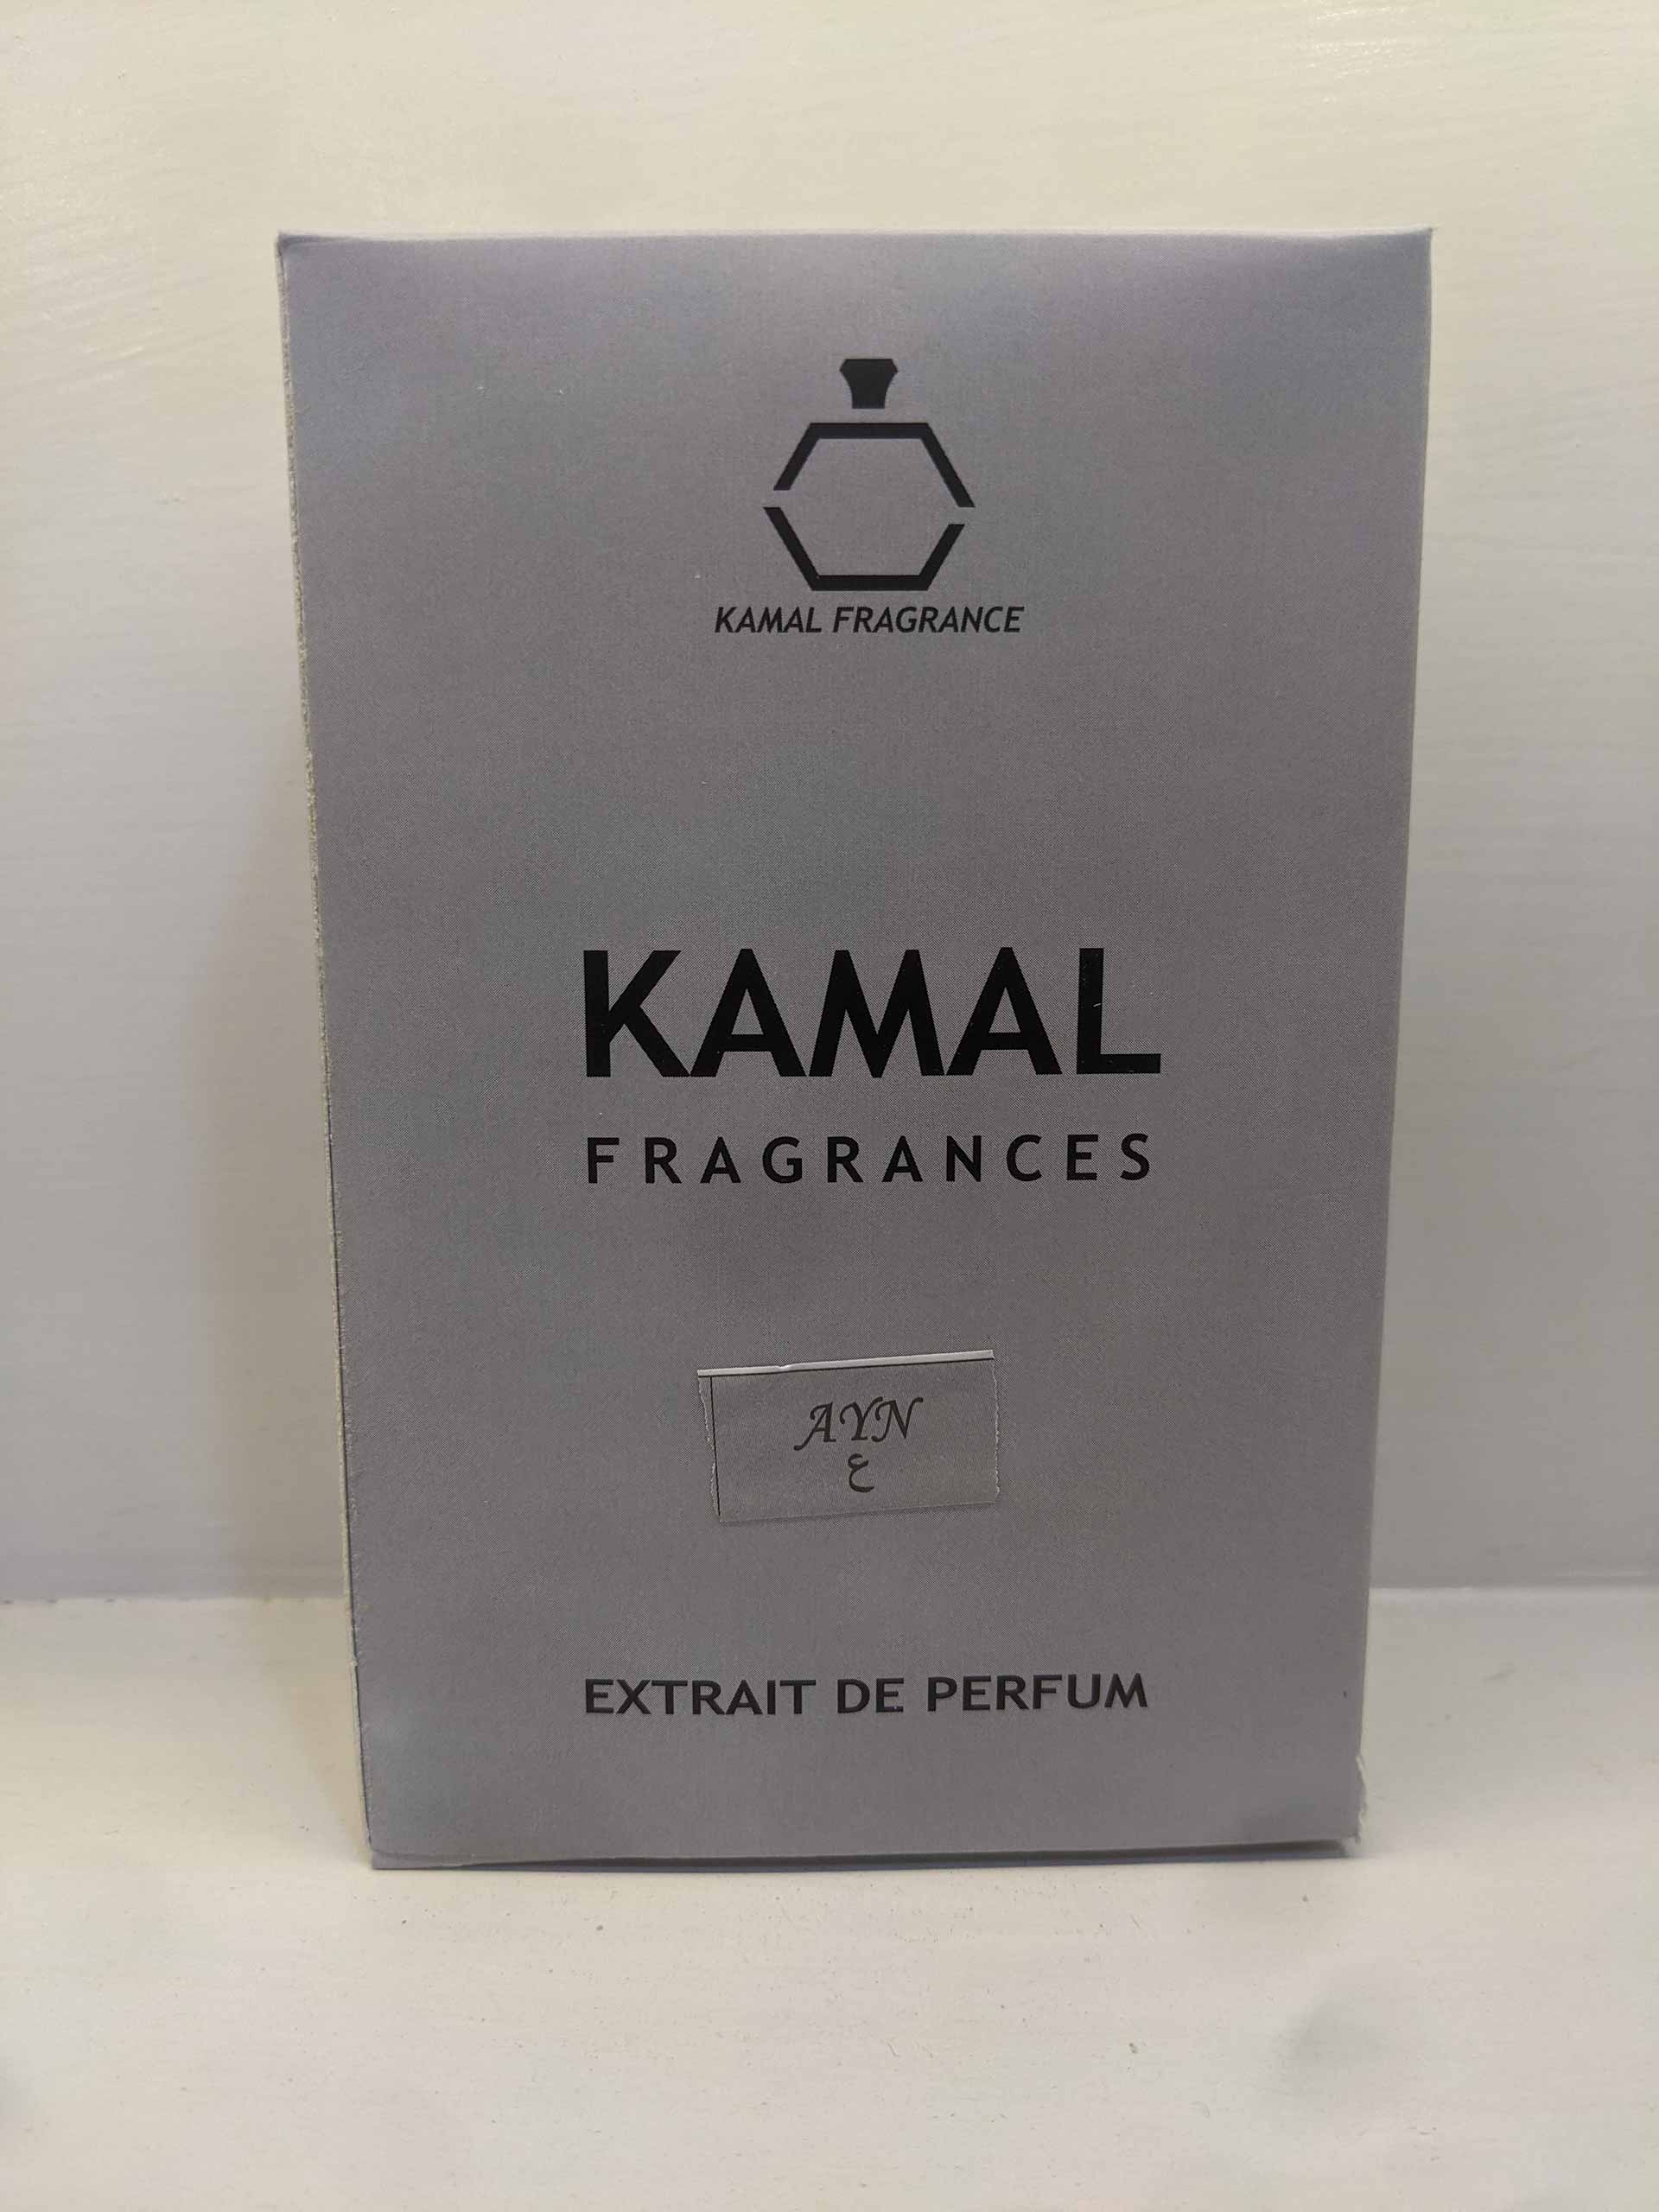 KAMAL FRAGRANCE
KAMAL
FRAGRANCES
AYN
ع
EXTRAIT DE PERFUM